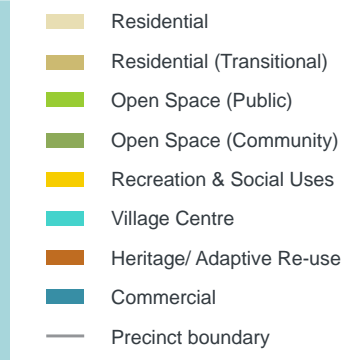 Residential
Residential (Transitional)
Open Space (Public)
Open Space (Community)
Recreation & Social Uses
Village Centre
Heritage/ Adaptive Re-use
Commercial
Precinct boundary